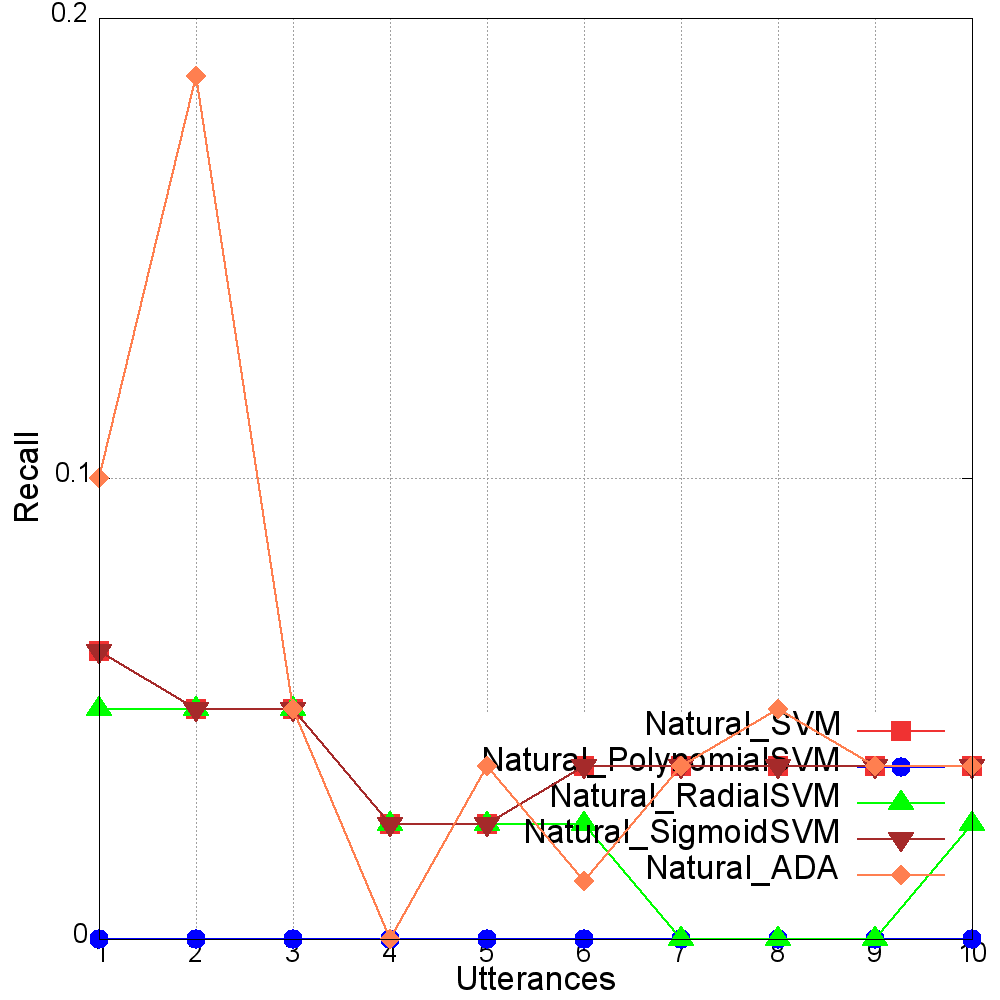 0.2
0.1
0
Recall
Natural_SVM
Natural_PolynomialSVM
Natural_RadialSVM
Natural_SigmoidSVM
Natural_ADA
1 2 3 4 5 6 7 8 9 10
Utterances